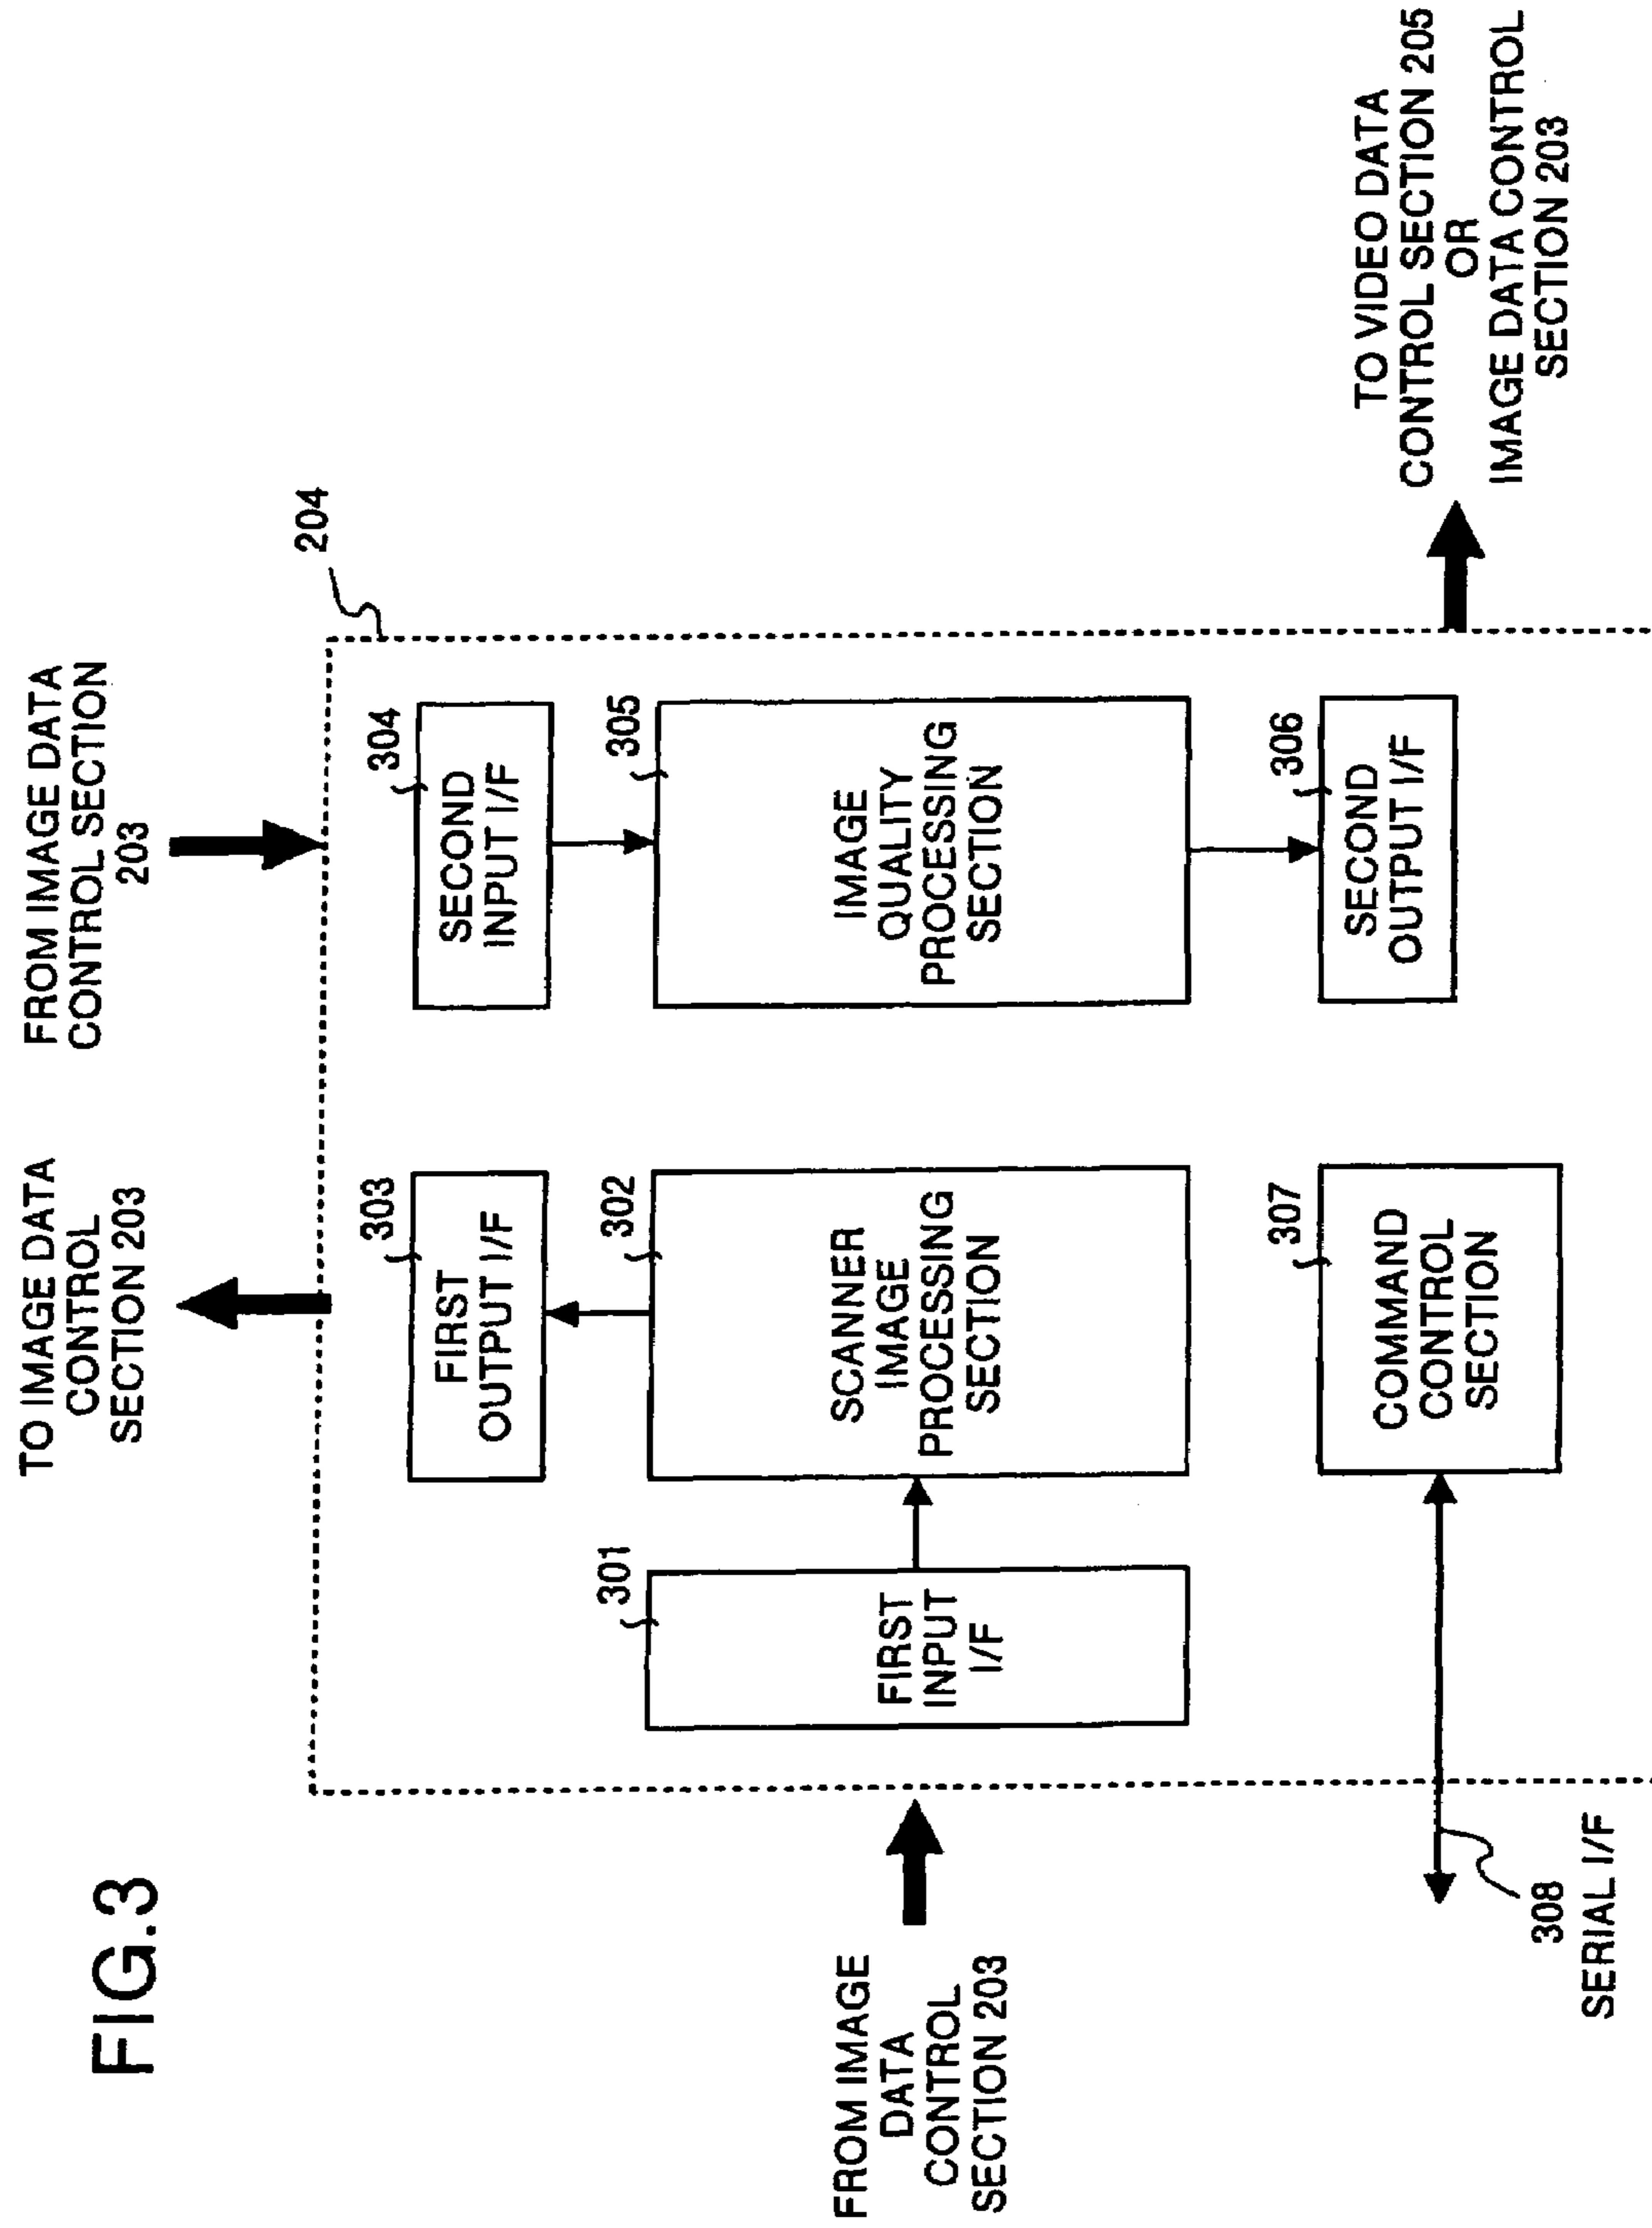 FIG.3
TO IMAGE DATA
CONTROL
SECTION 203
FROM IMAGE DATA
CONTROL SECTION
203
204
303
FIRST
OUTPUT I/F
304
SECOND
INPUT I/F
301
FIRST
INPUT
I/F
302
SCANNER
IMAGE
PROCESSING
SECTION
305
IMAGE
QUALITY
PROCESSING
SECTION
FROM IMAGE
DATA
CONTROL
SECTION 203
307
COMMAND
CONTROL
SECTION
306
SECOND
OUTPUT I/F
TO VIDEO DATA
CONTROL SECTION 205
OR
IMAGE DATA CONTROL
SECTION 203
308
SERIAL I/F